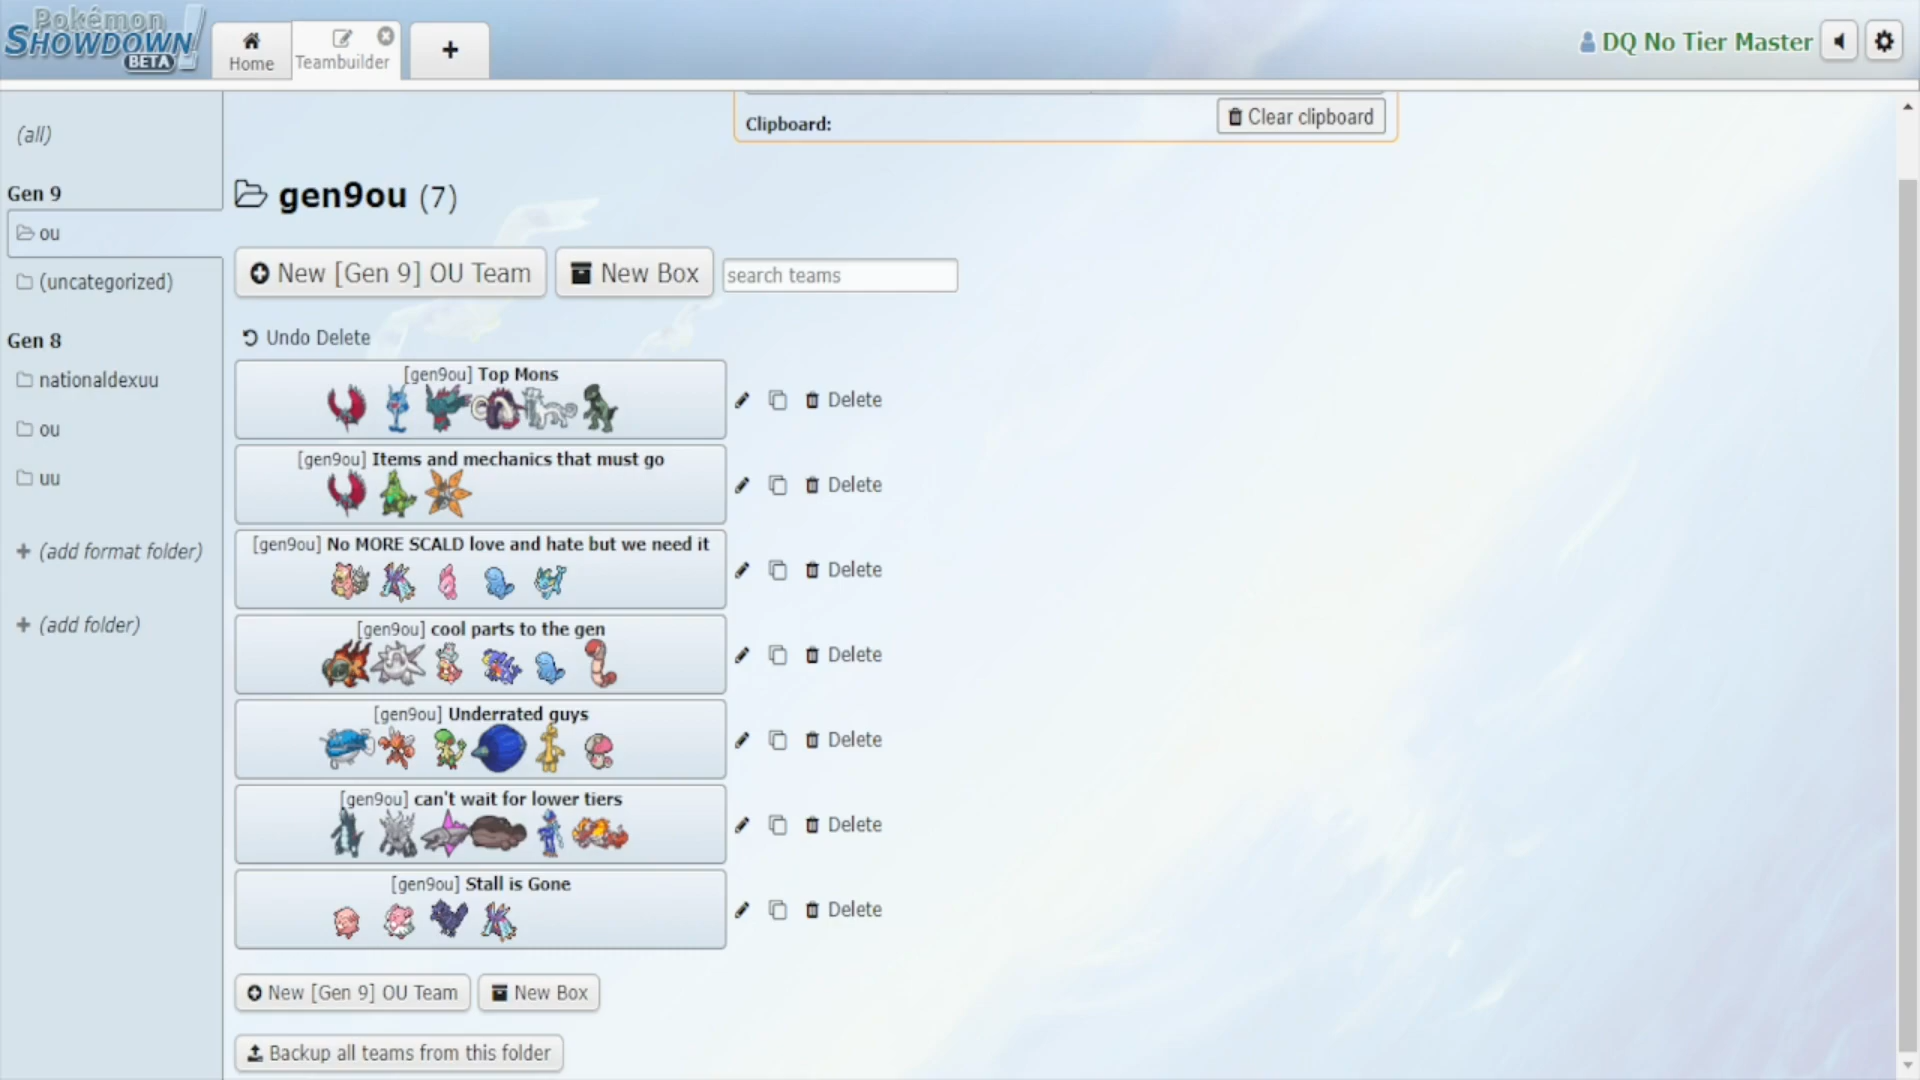 Pokémon
SHOWDOWN!
BETA
Home
Teambuilder
+
DQ No Tier Master
(all)
Gen 9
ou
(uncategorized)
Gen 8
nationaldexuu
ou
uu
+ (add format folder)
+ (add folder)
Clipboard:
Clear clipboard
gen9ou (7)
New [Gen 9] OU Team
New Box
search teams
Undo Delete
[gen9ou] Top Mons
Delete
[gen9ou] Items and mechanics that must go
Delete
[gen9ou] No MORE SCALD love and hate but we need it
Delete
[gen9ou] cool parts to the gen
Delete
[gen9ou] Underrated guys
Delete
[gen9ou] can't wait for lower tiers
Delete
[gen9ou] Stall is Gone
Delete
New [Gen 9] OU Team
New Box
Backup all teams from this folder